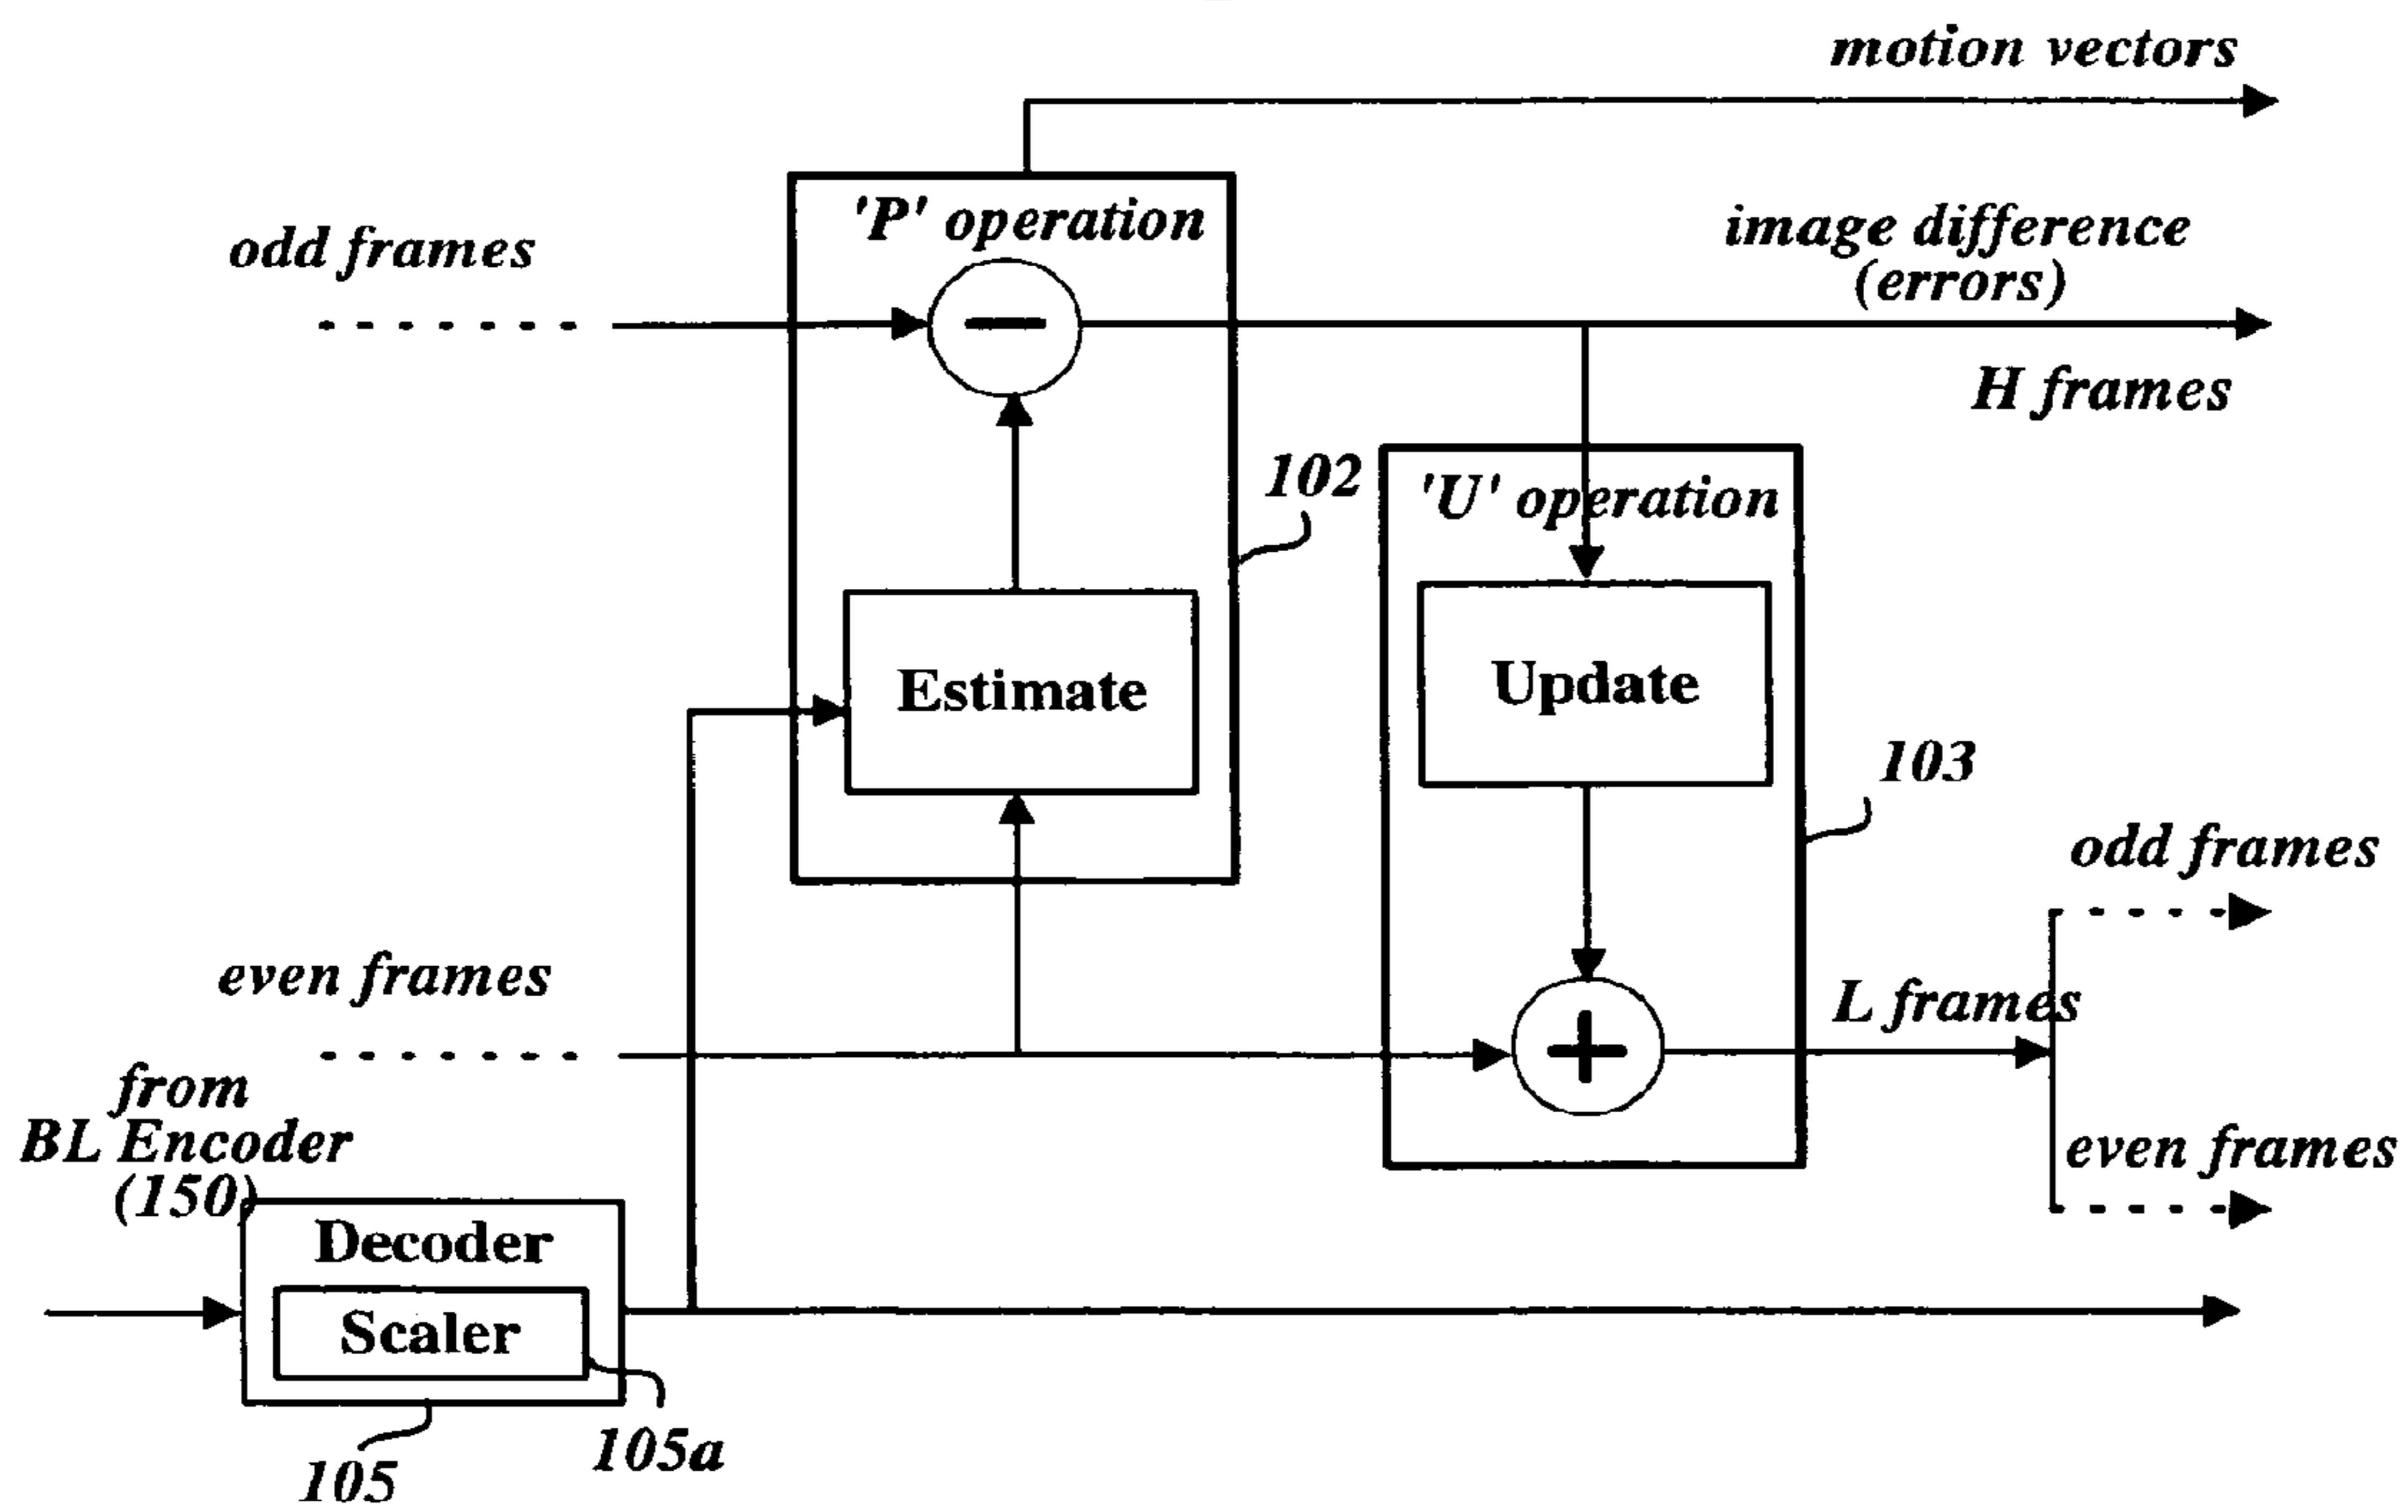 motion vectors
'P' operation
odd frames
image difference
(errors)
H frames
102
'U' operation
Estimate
Update
103
odd frames
even frames
L frames
from
BL Encoder
(150)
even frames
Decoder
Scaler
105a
105